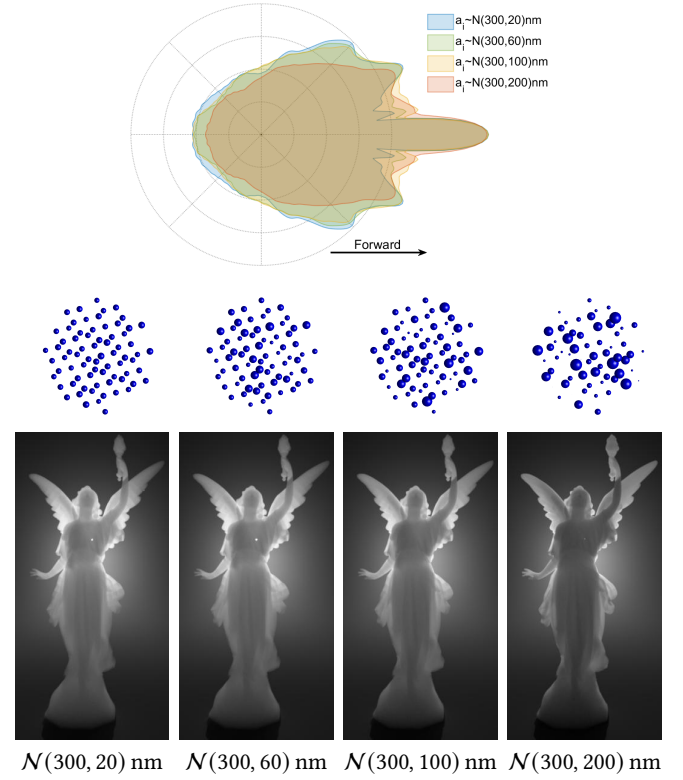 a_i~N(300,20)nm
a_i~N(300,60)nm
a_i~N(300,100)nm
a_i~N(300,200)nm
Forward
𝒩(300, 20) nm 𝒩(300, 60) nm 𝒩(300, 100) nm 𝒩(300, 200) nm